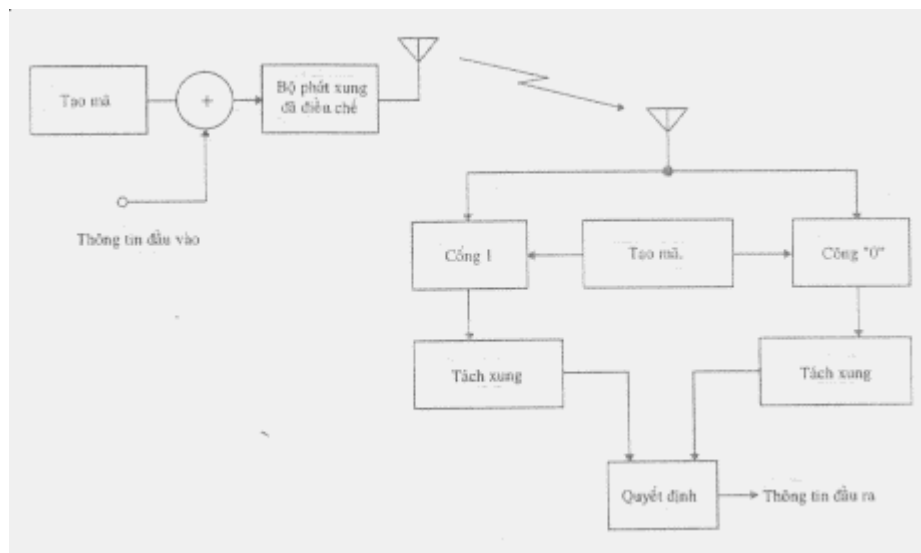 Tạo mã
+
Bộ phát xung
đã điều chế
Thông tin đầu vào
Cổng 1
Tạo mã.
Công "0"
Tách xung
Tách xung
Quyết định
Thông tin đầu ra